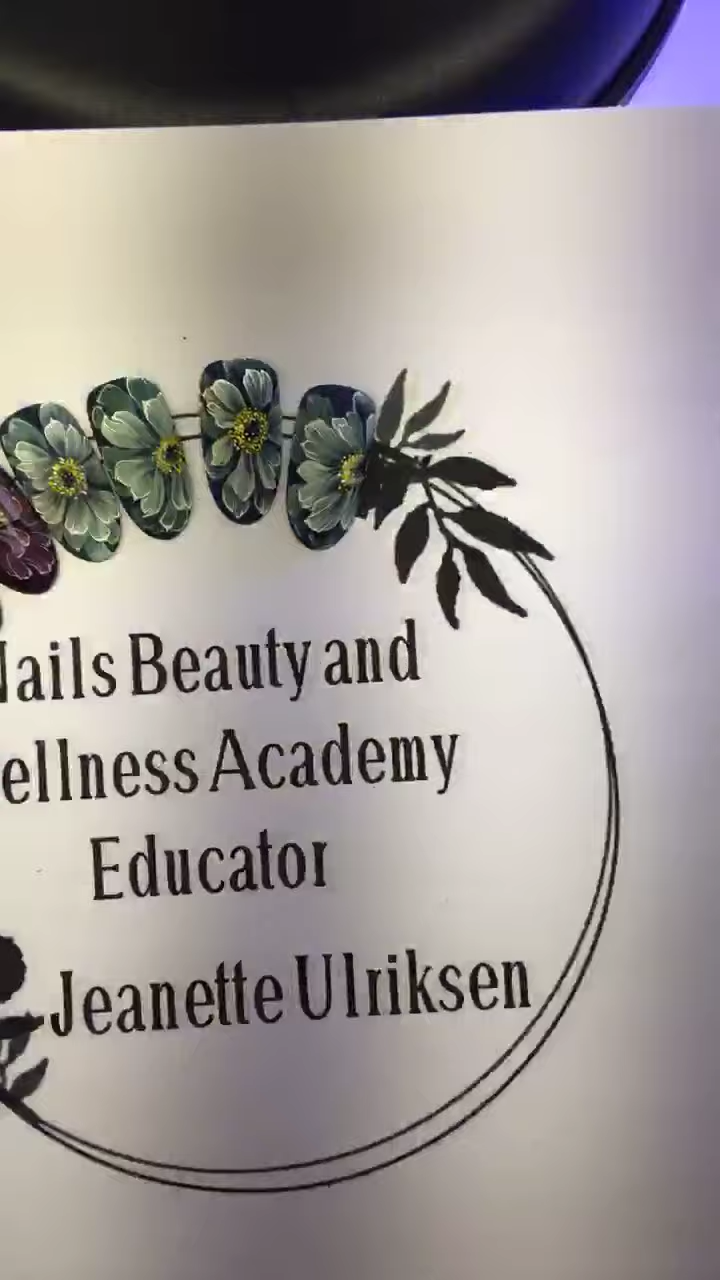 ails Beauty and
ellness Academy
Educator
Jeanette Ulriksen